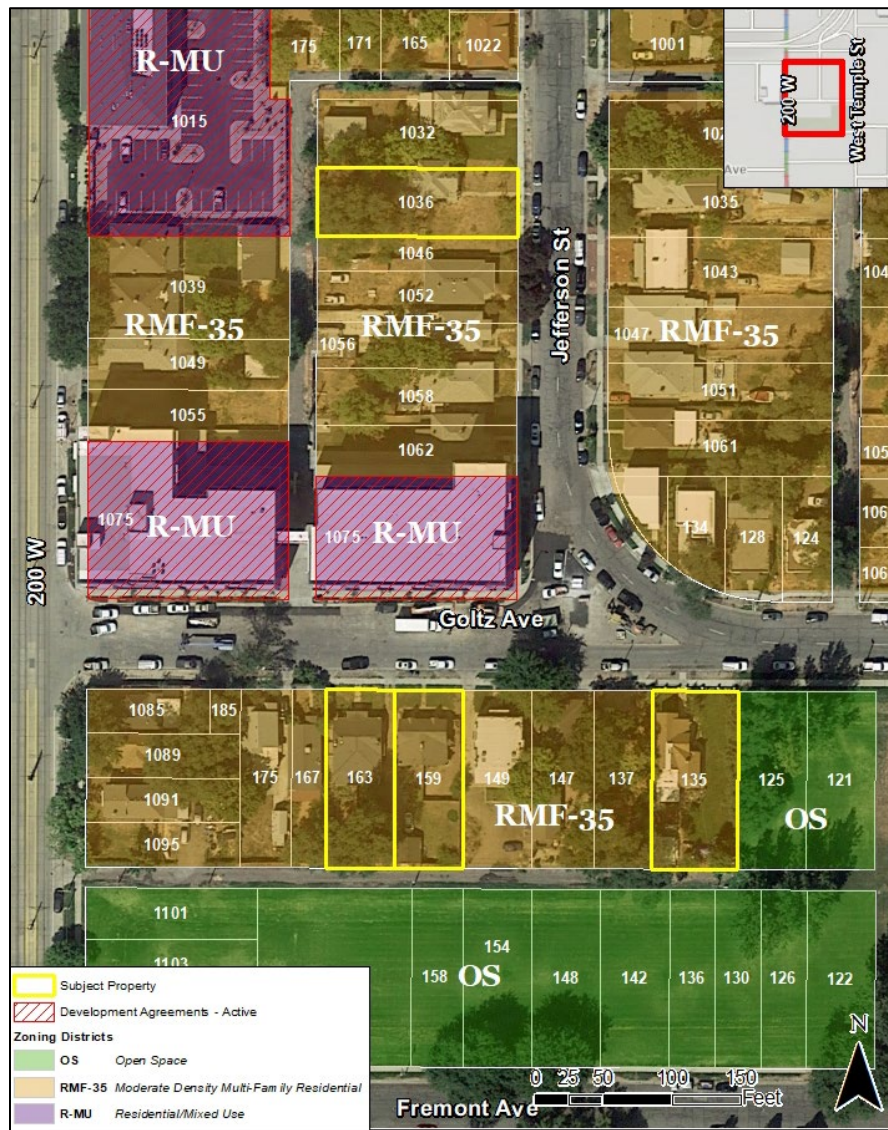 175 171 165 1022 1001
R-MU
200 W
West Temple St
Ave
1015
1032
1036 1035
1046
1039 1052 1043
RMF-35 RMF-35 RMF-35
Jefferson St
1056 1047
1049
1058 1051
1055
1062 1061
1075 R-MU 1075 R-MU
134 128 124
200 W
Goltz Ave
1085 185
1089
175 167 163 159 149 147 137 135 125 121
1091
RMF-35 OS
1095
1101
154
1103
158 OS 148 142 136 130 126 122
Subject Property
Development Agreements - Active
Zoning Districts
OS Open Space
RMF-35 Moderate Density Multi-Family Residential
R-MU Residential/Mixed Use
N
0 25 50 100 150
Feet
Fremont Ave